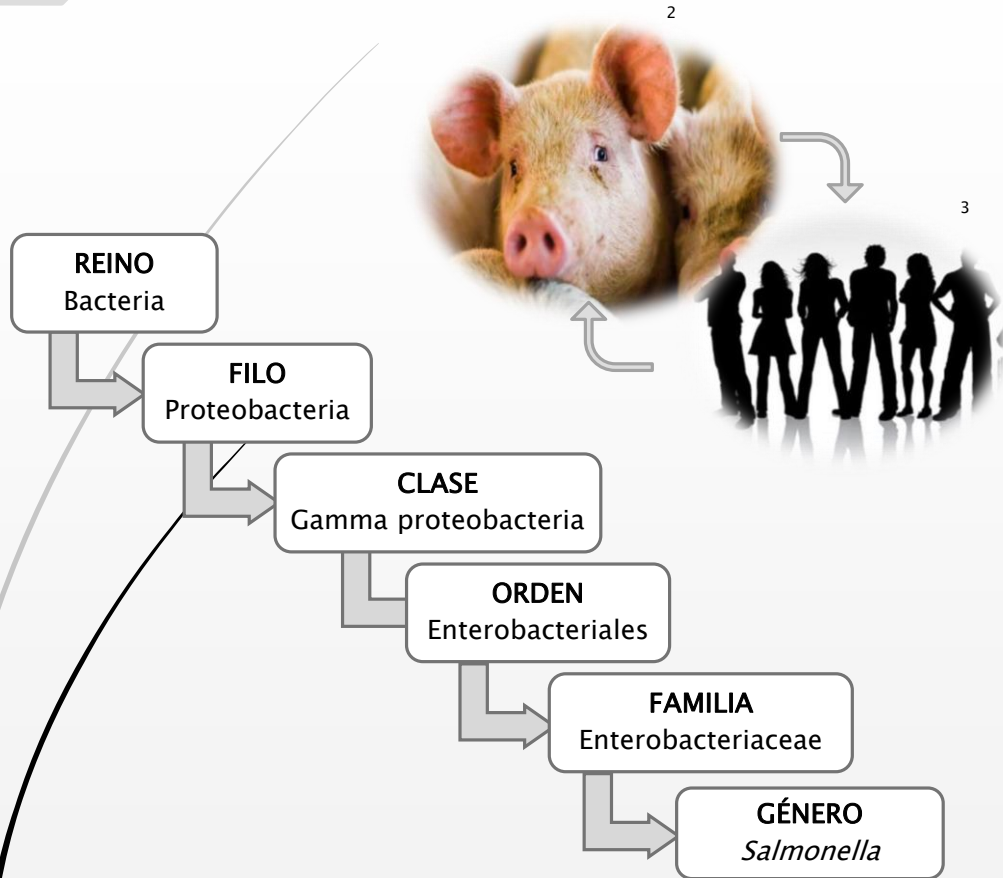 2
3
REINO
Bacteria
FILO
Proteobacteria
CLASE
Gamma proteobacteria
ORDEN
Enterobacteriales
FAMILIA
Enterobacteriaceae
GÉNERO
Salmonella